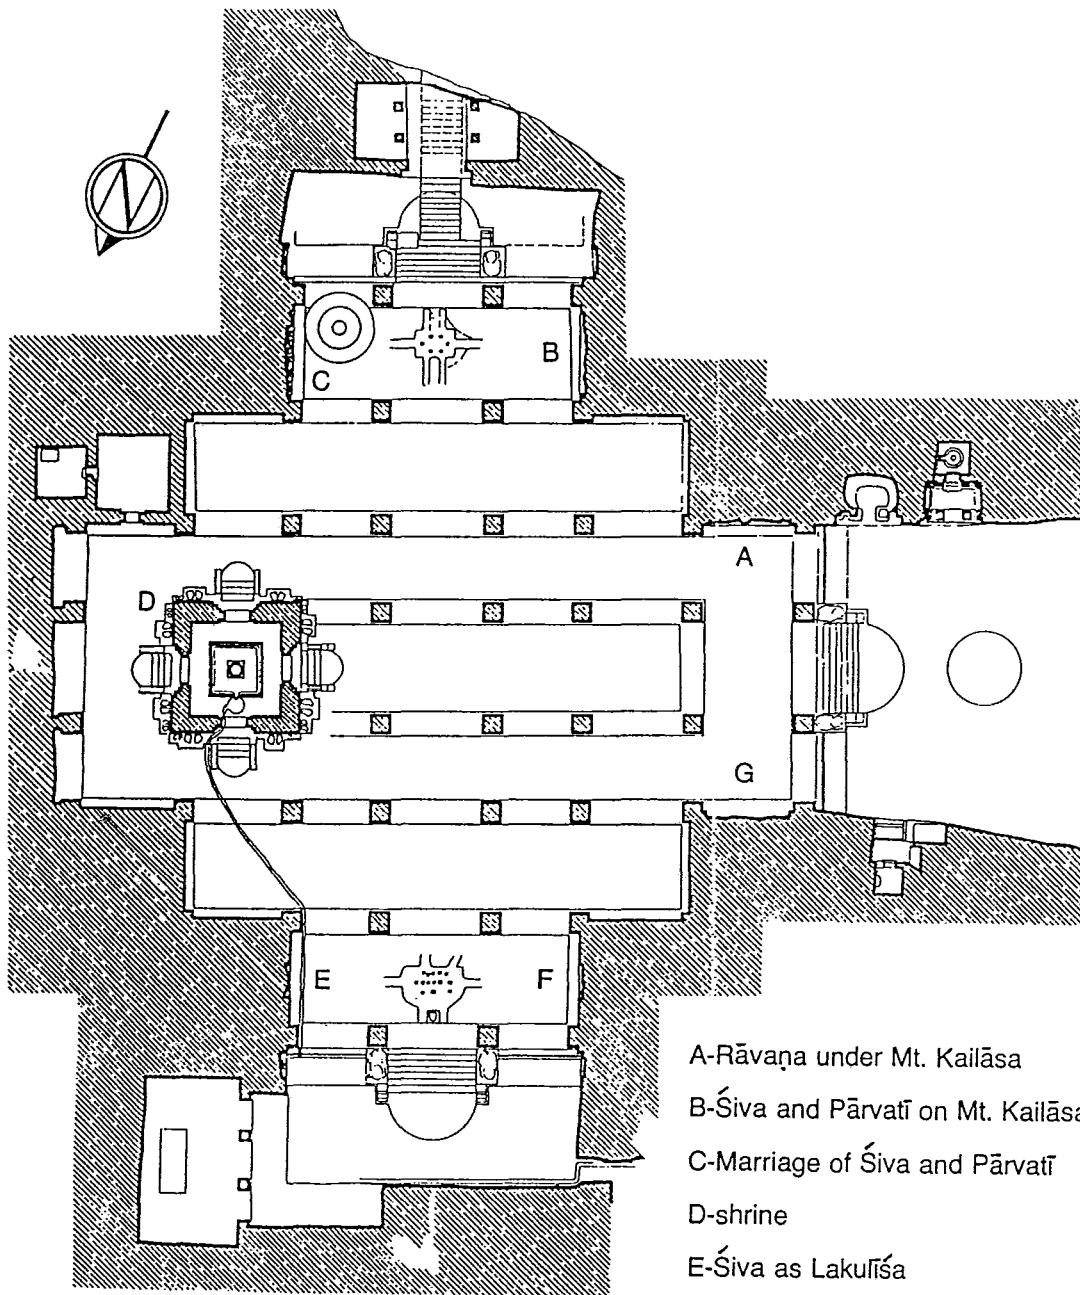 C
B
A
D
G
E
F
A-Rāvaṇa under Mt. Kailāsa
B-Śiva and Pārvatī on Mt. Kailāsa
C-Marriage of Śiva and Pārvatī
D-shrine
E-Śiva as Lakulīśa